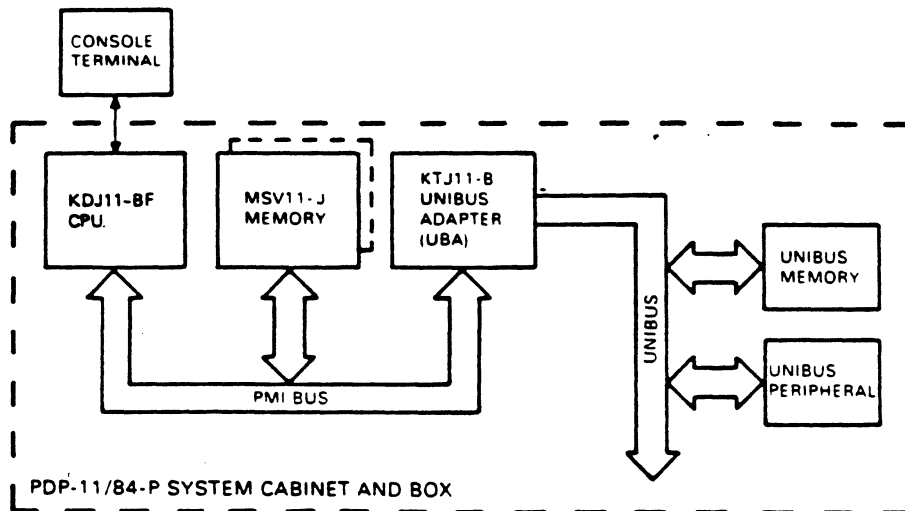 CONSOLE
TERMINAL
KDJ11-BF
CPU.
MSV11-J
MEMORY
KTJ11-B
UNIBUS
ADAPTER
(UBA)
UNIBUS
MEMORY
UNIBUS
UNIBUS
PERIPHERAL
PMI BUS
PDP-11/84-P SYSTEM CABINET AND BOX